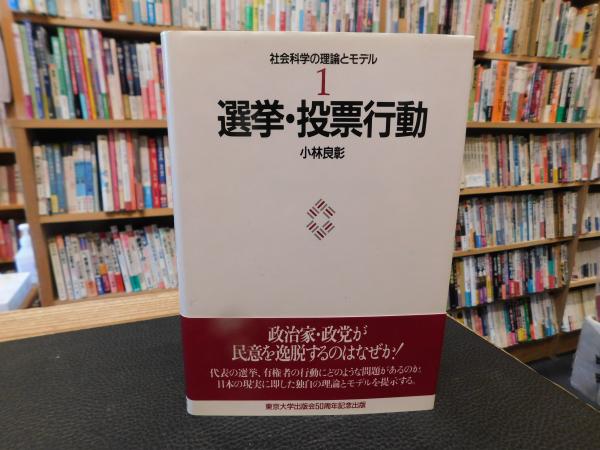 社会科学の理論とモデル
1
選挙・投票行動
小林良彰
政治家・政党が
民意を逸脱するのはなぜか!
代表の選挙、有権者の行動にどのような問題があるのか。
日本の現実に即した独自の理論とモデルを提示する。
東京大学出版会50周年記念出版